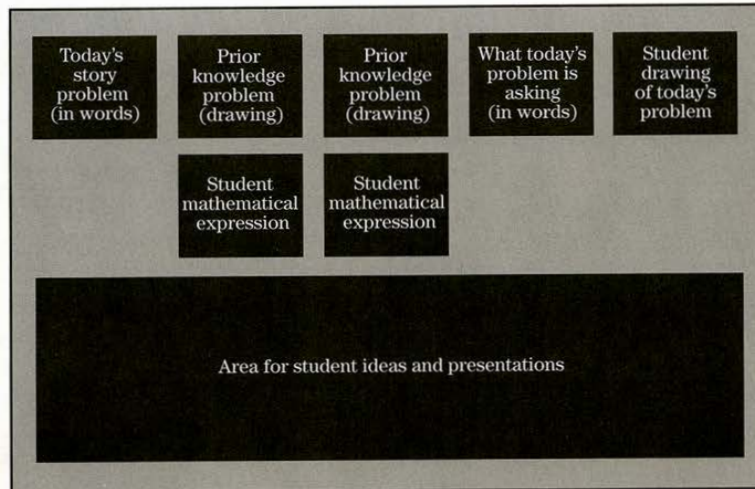 Today's
story
problem
(in words)
Prior
knowledge
problem
(drawing)
Prior
knowledge
problem
(drawing)
What today's
problem is
asking
(in words)
Student
drawing
of today's
problem
Student
mathematical
expression
Student
mathematical
expression
Area for student ideas and presentations